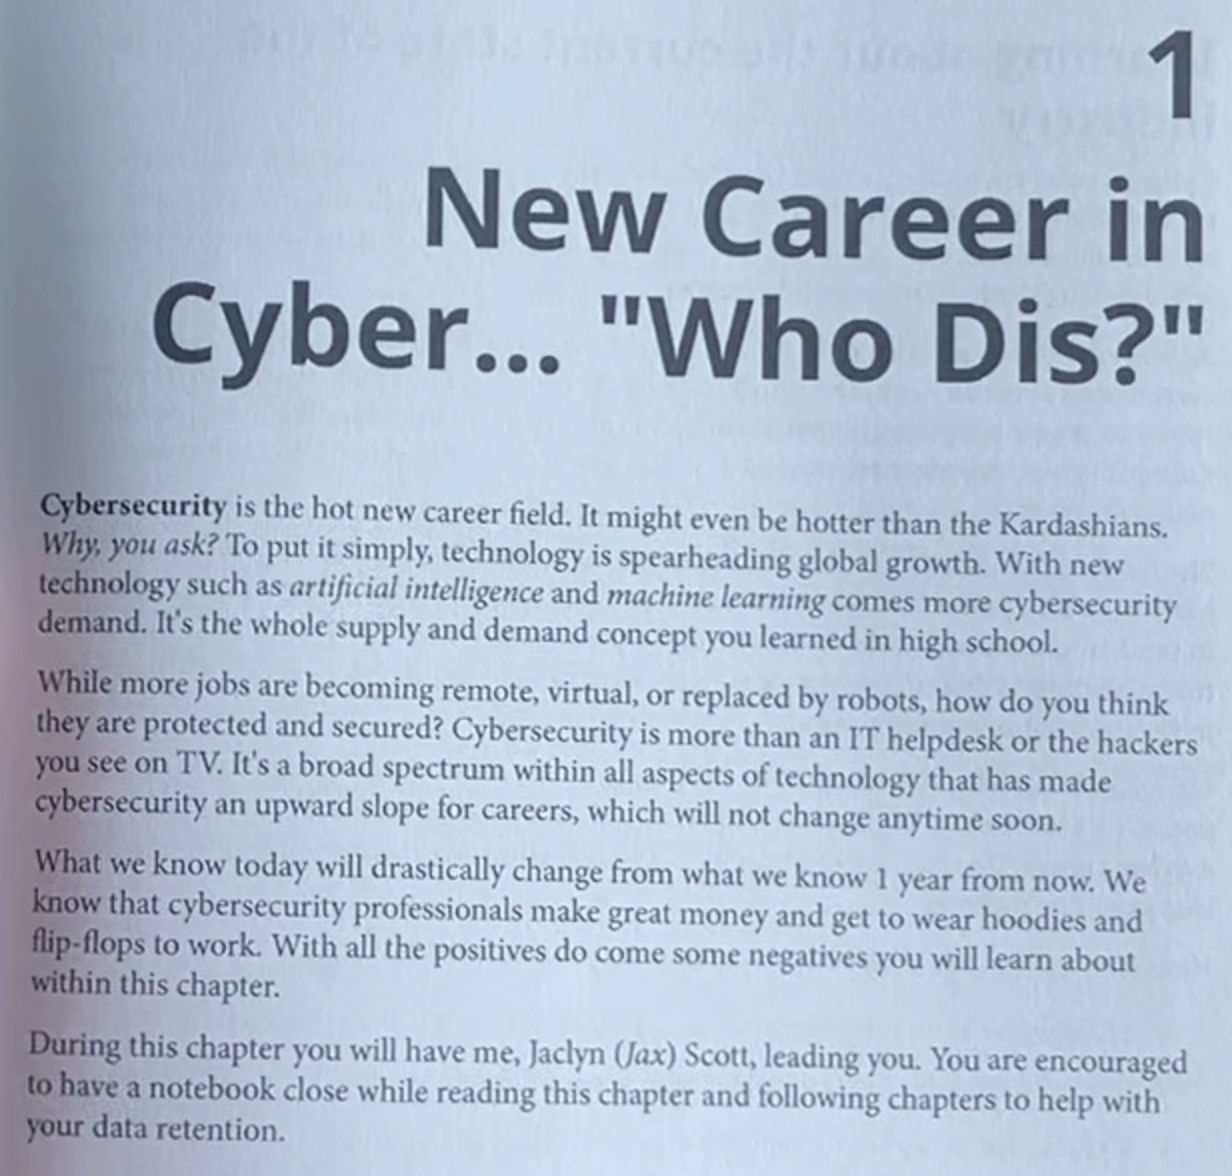 1
New Career in
Cyber... "Who Dis?"
Cybersecurity is the hot new career field. It might even be hotter than the Kardashians.
Why, you ask? To put it simply, technology is spearheading global growth. With new
technology such as artificial intelligence and machine learning comes more cybersecurity
demand. It's the whole supply and demand concept you learned in high school.
While more jobs are becoming remote, virtual, or replaced by robots, how do you think
they are protected and secured? Cybersecurity is more than an IT helpdesk or the hackers
you see on TV. It's a broad spectrum within all aspects of technology that has made
cybersecurity an upward slope for careers, which will not change anytime soon.
What we know today will drastically change from what we know 1 year from now. We
know that cybersecurity professionals make great money and get to wear hoodies and
flip-flops to work. With all the positives do come some negatives you will learn about
within this chapter.
During this chapter you will have me, Jaclyn (Jax) Scott, leading you. You are encouraged
to have a notebook close while reading this chapter and following chapters to help with
your data retention.